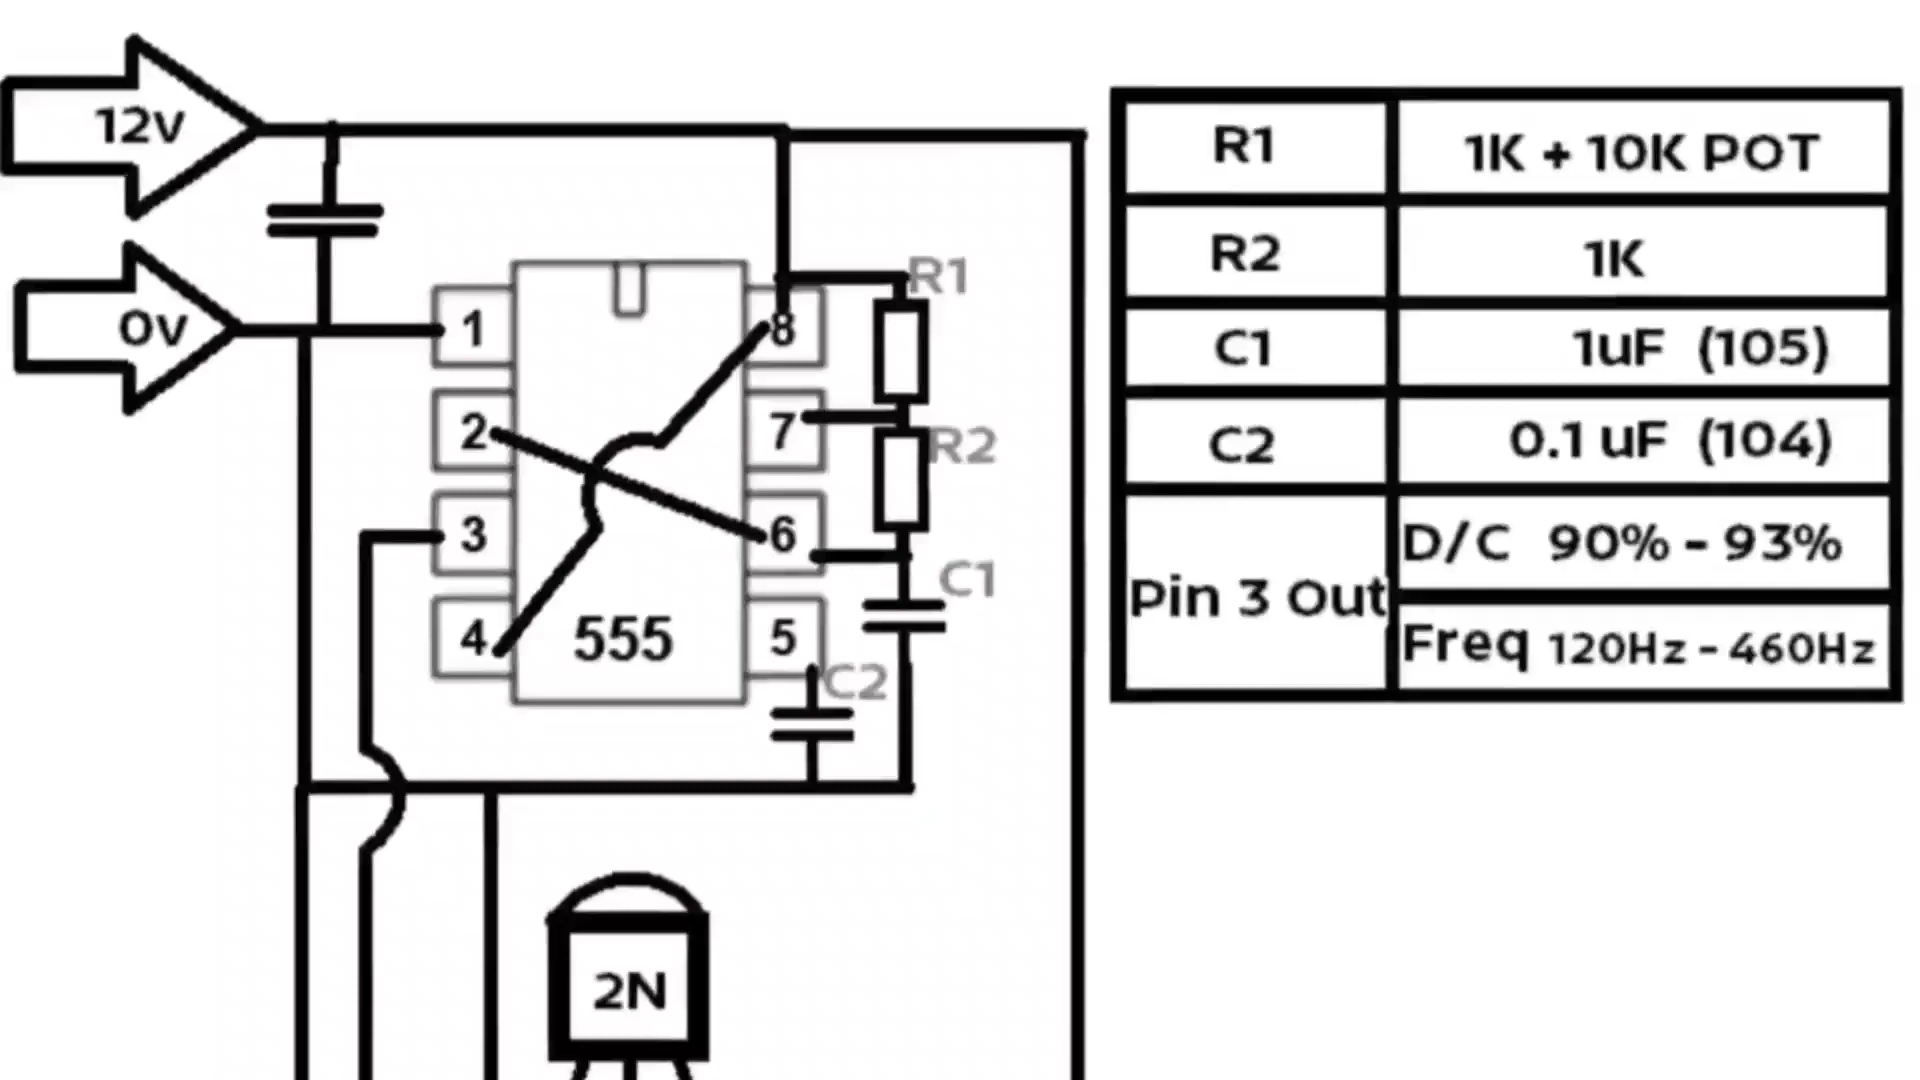 12v
0v
1
2
3
4
8
7
6
5
555
R1
R2
C1
C2
2N
R1 1K + 10K POT
R2 1K
C1 1uF (105)
C2 0.1 uF (104)
Pin 3 Out
D/C 90% - 93%
Freq 120Hz - 460Hz